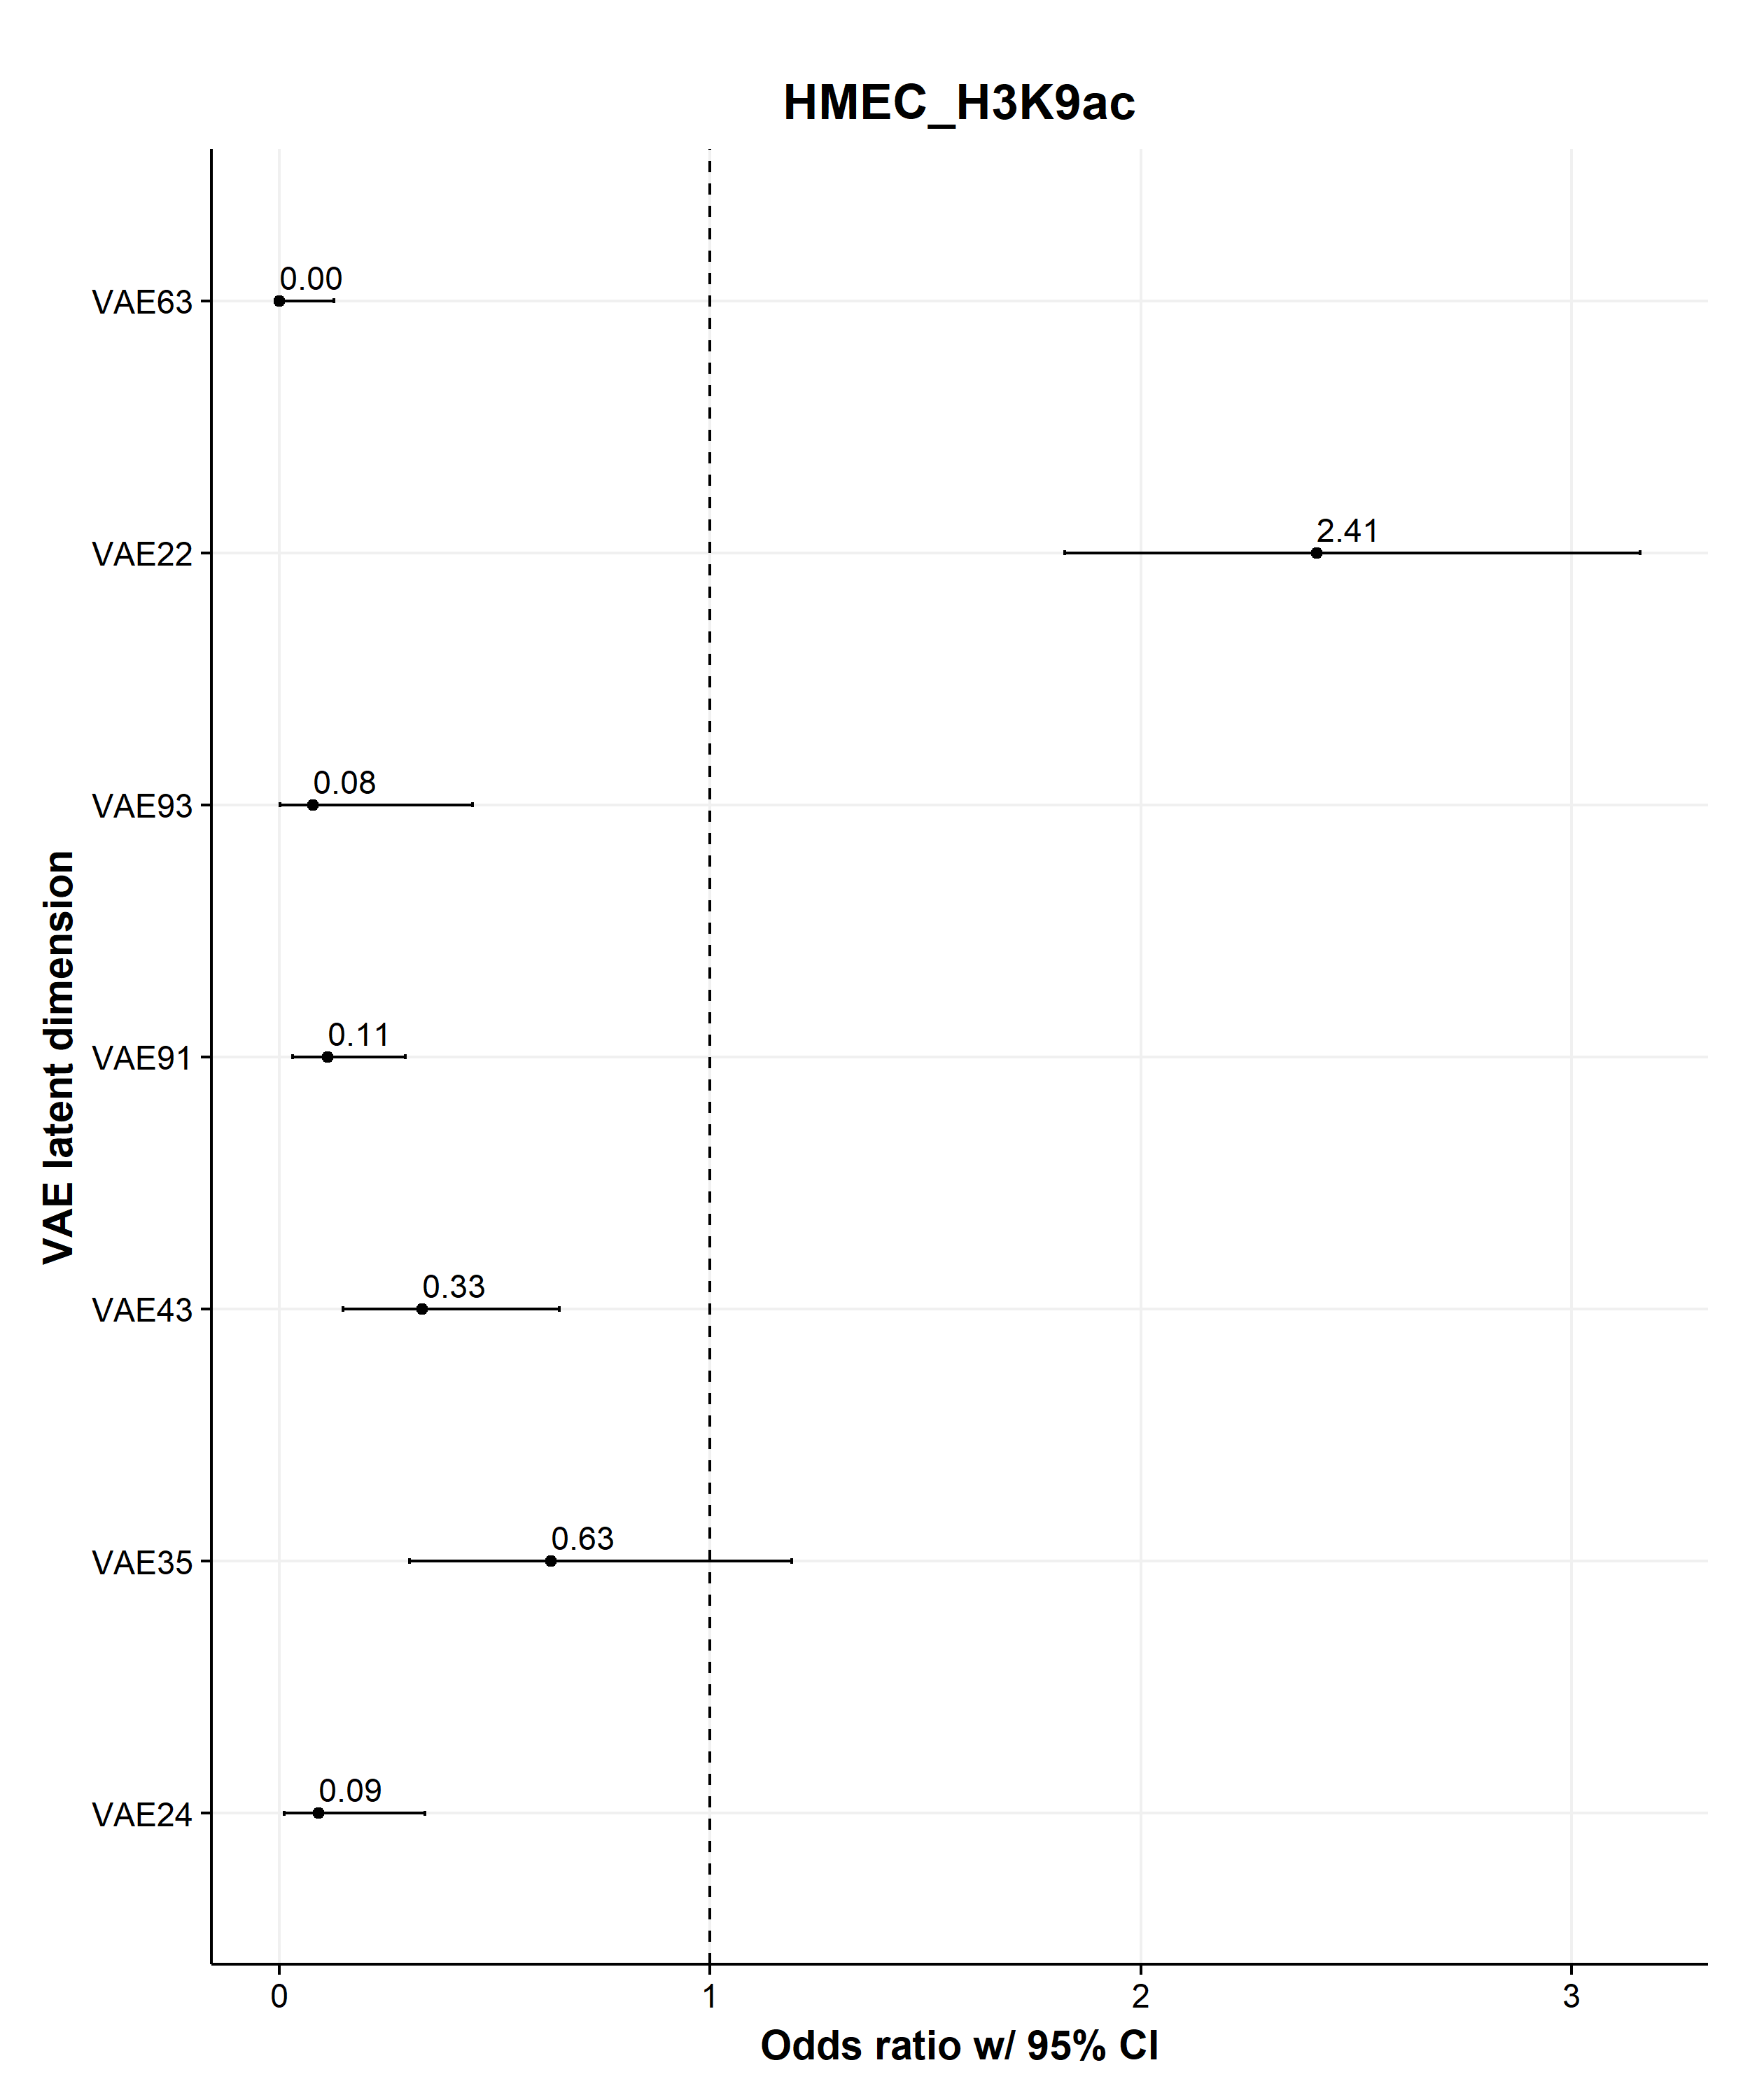 HMEC_H3K9ac
VAE63
0.00
VAE22
2.41
VAE93
0.08
VAE91
0.11
VAE43
0.33
VAE35
0.63
VAE24
0.09
VAE latent dimension
0 1 2 3
Odds ratio w/ 95% CI